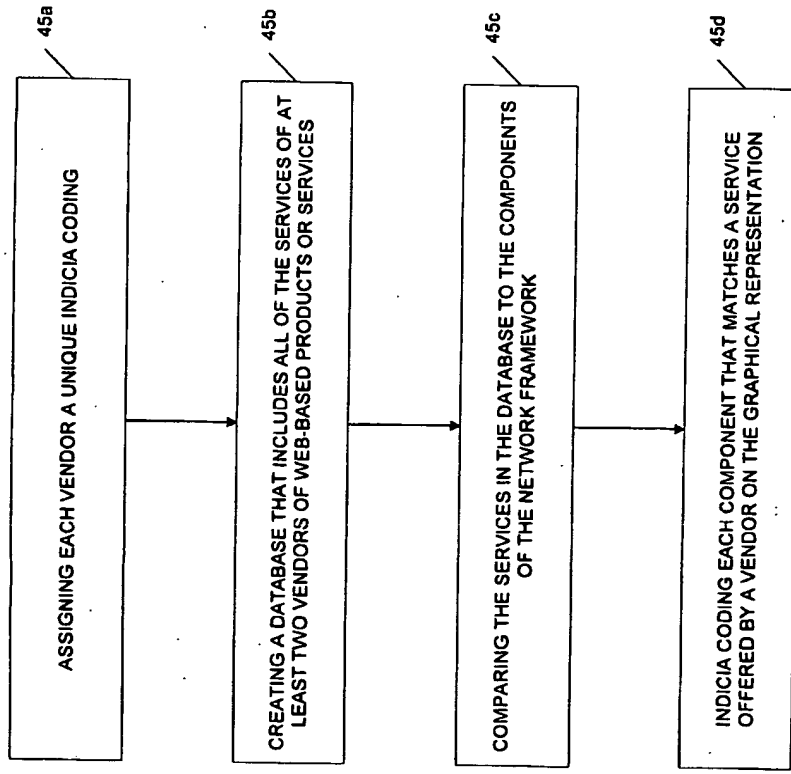 ASSIGNING EACH VENDOR A UNIQUE INDICIA CODING
45a
CREATING A DATABASE THAT INCLUDES ALL OF THE SERVICES OF AT
LEAST TWO VENDORS OF WEB-BASED PRODUCTS OR SERVICES
45b
COMPARING THE SERVICES IN THE DATABASE TO THE COMPONENTS
OF THE NETWORK FRAMEWORK
45c
INDICIA CODING EACH COMPONENT THAT MATCHES A SERVICE
OFFERED BY A VENDOR ON THE GRAPHICAL REPRESENTATION
45d